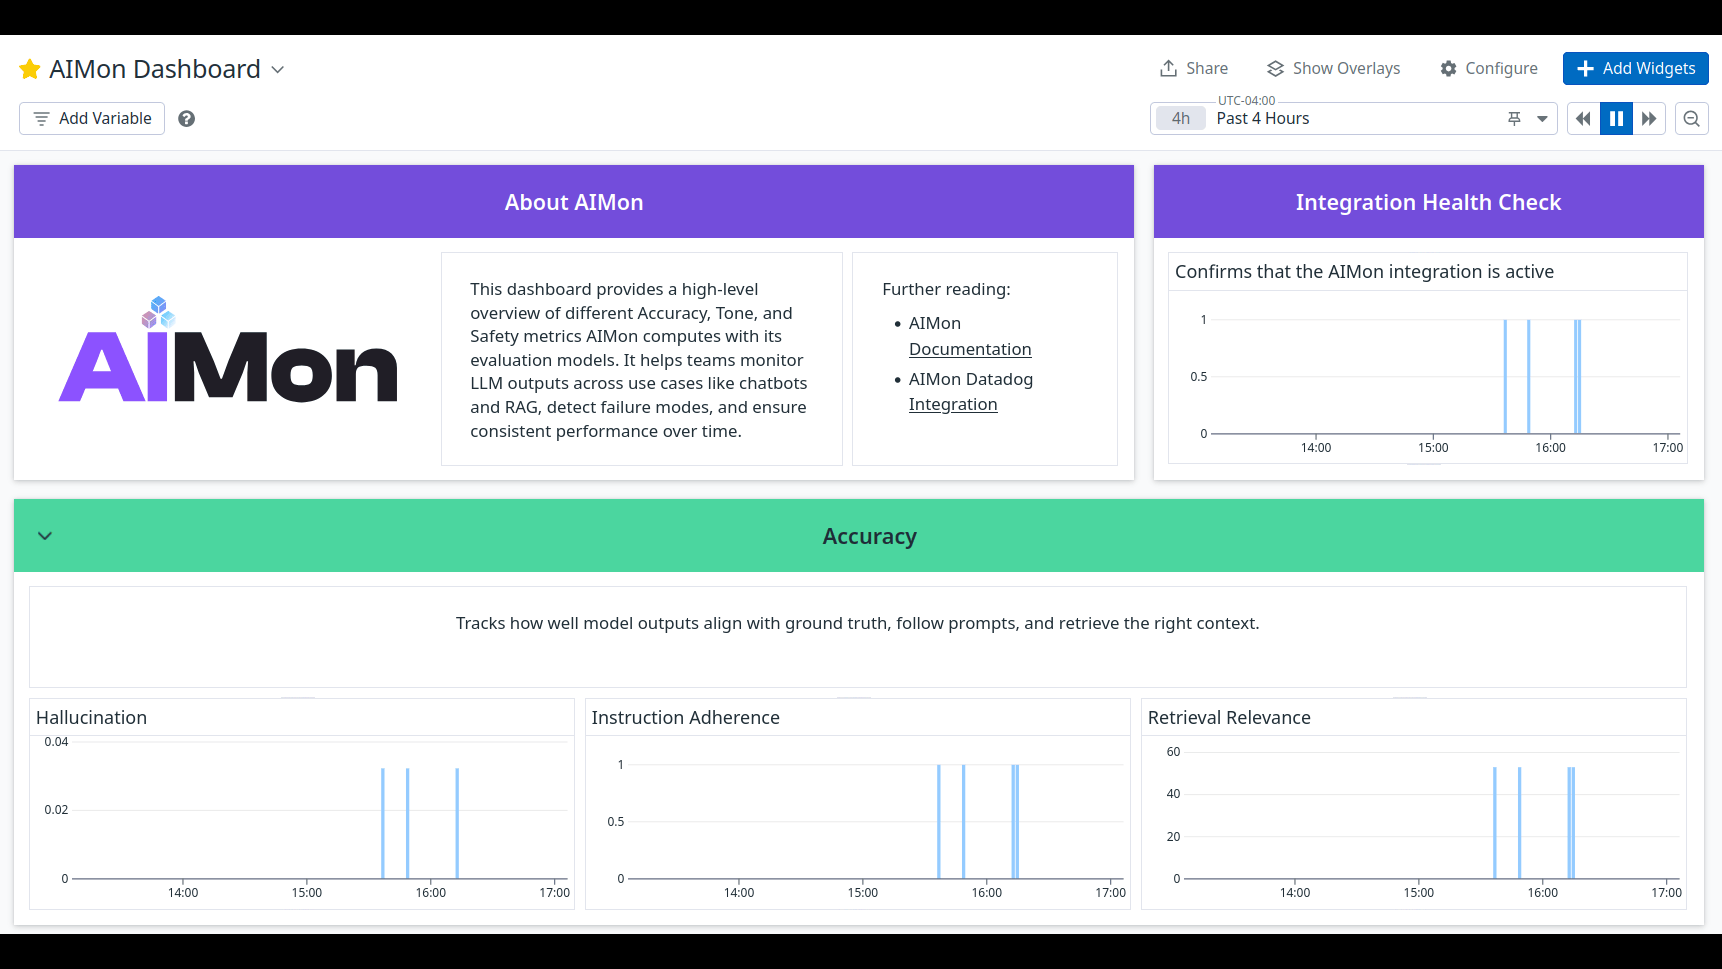 AIMon Dashboard
Share
Show Overlays
Configure
Add Widgets
Add Variable
UTC-04:00
4h
Past 4 Hours
About AIMon
AIMon
This dashboard provides a high-level
overview of different Accuracy, Tone, and
Safety metrics AIMon computes with its
evaluation models. It helps teams monitor
LLM outputs across use cases like chatbots
and RAG, detect failure modes, and ensure
consistent performance over time.
Further reading:
• AIMon
Documentation
• AIMon Datadog
Integration
Integration Health Check
Confirms that the AIMon integration is active
1
0.5
0
14:00 15:00 16:00 17:00
Accuracy
Tracks how well model outputs align with ground truth, follow prompts, and retrieve the right context.
Hallucination
0.04
0.02
0
14:00 15:00 16:00 17:00
Instruction Adherence
1
0.5
0
14:00 15:00 16:00 17:00
Retrieval Relevance
60
40
20
0
14:00 15:00 16:00 17:00